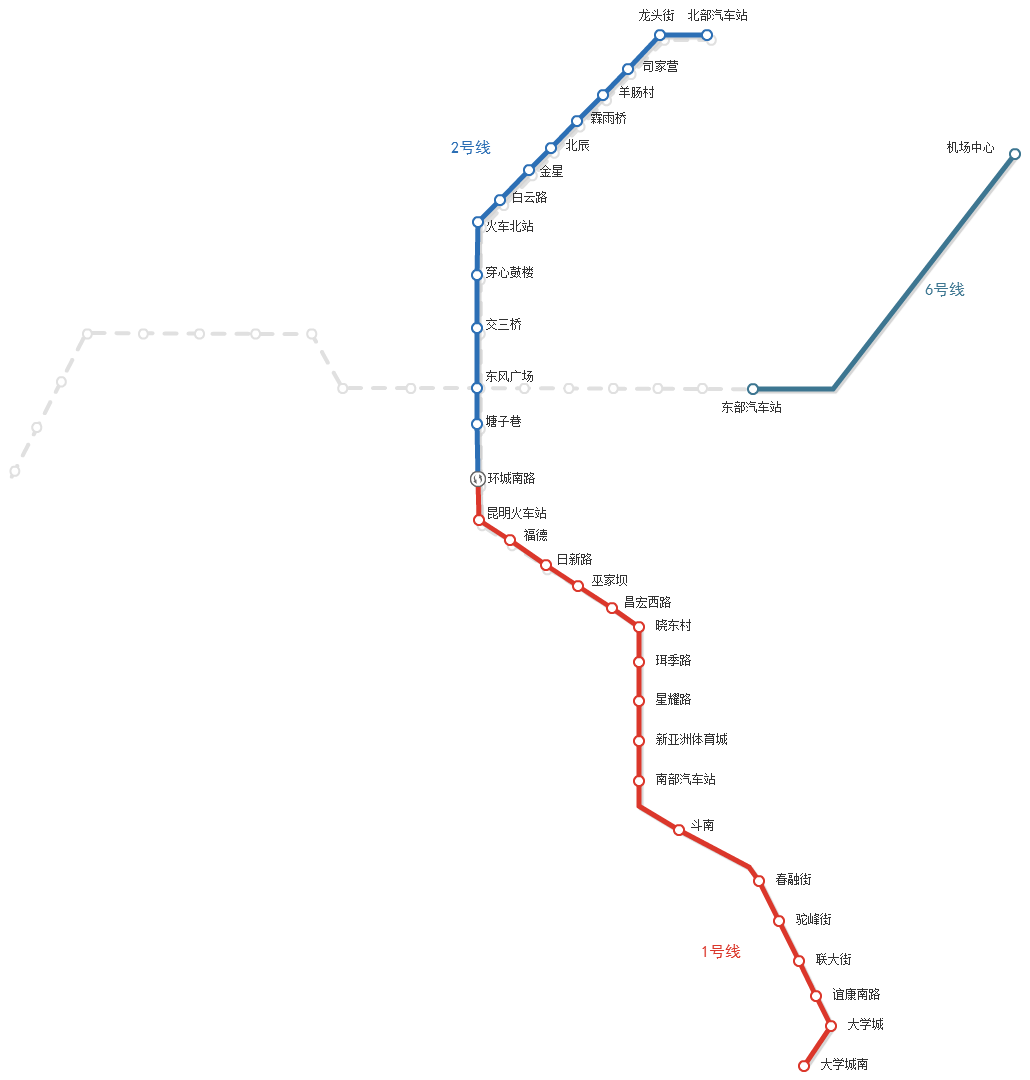 龙头街
北部汽车站
司家营
羊肠村
霖雨桥
北辰
2号线
机场中心
金星
白云路
火车北站
穿心鼓楼
6号线
交三桥
东风广场
东部汽车站
塘子巷
环城南路
昆明火车站
福德
日新路
巫家坝
昌宏西路
晓东村
珥季路
星耀路
新亚洲体育城
南部汽车站
斗南
春融街
驼峰街
1号线
联大街
谊康南路
大学城
大学城南